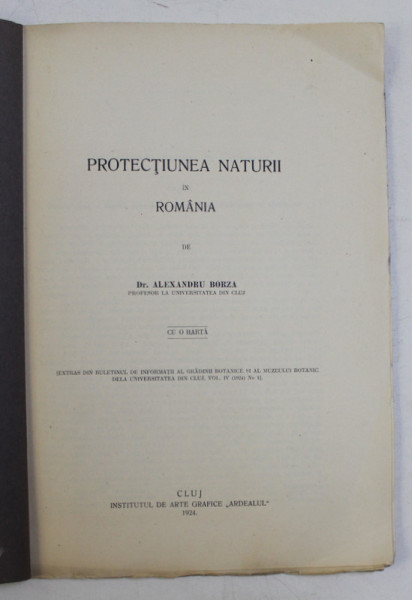 PROTECȚIUNEA NATURII
ÎN
ROMÂNIA
DE
Dr. ALEXANDRU BORZA
PROFESOR LA UNIVERSITATEA DIN CLUJ
CU O HARTĂ
[EXTRAS DIN BULETINUL DE INFORMAȚII AL GRĂDINII BOTANICE ȘI AL MUZEULUI BOTANIC
DELA UNIVERSITATEA DIN CLUJ, VOL. IV (1924) No 1].
CLUJ
INSTITUTUL DE ARTE GRAFICE „ARDEALUL"
1924.